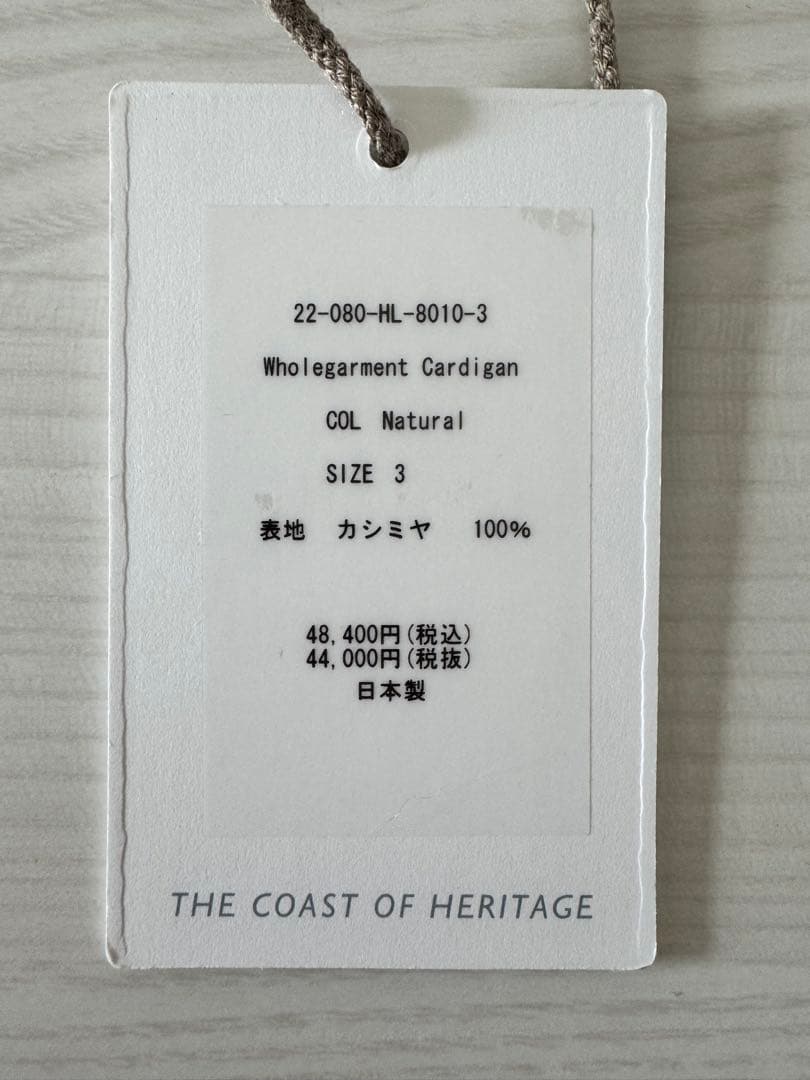 22-080-HL-8010-3
Wholegarment Cardigan
COL Natural
SIZE 3
表地 カシミヤ 100%
48,400円(税込)
44,000円(税抜)
日本製
THE COAST OF HERITAGE